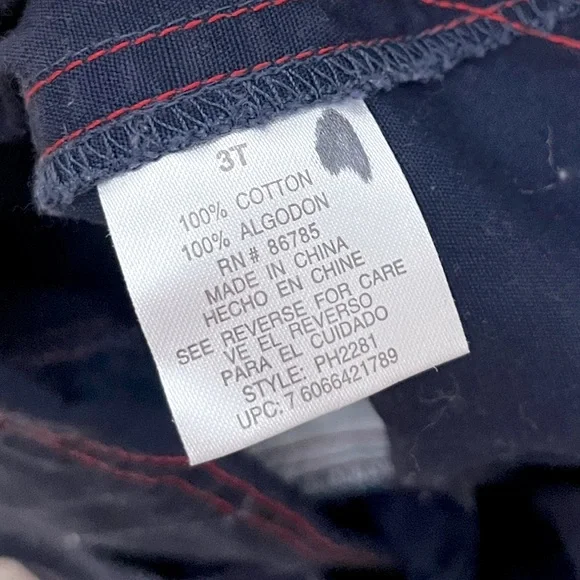 3T
100% COTTON
100% ALGODON
RN# 86785
MADE IN CHINA
HECHO EN CHINE
SEE REVERSE FOR CARE
VE EL REVERSO
PARA EL CUIDADO
STYLE: PH2281
UPC: 7 6066421789